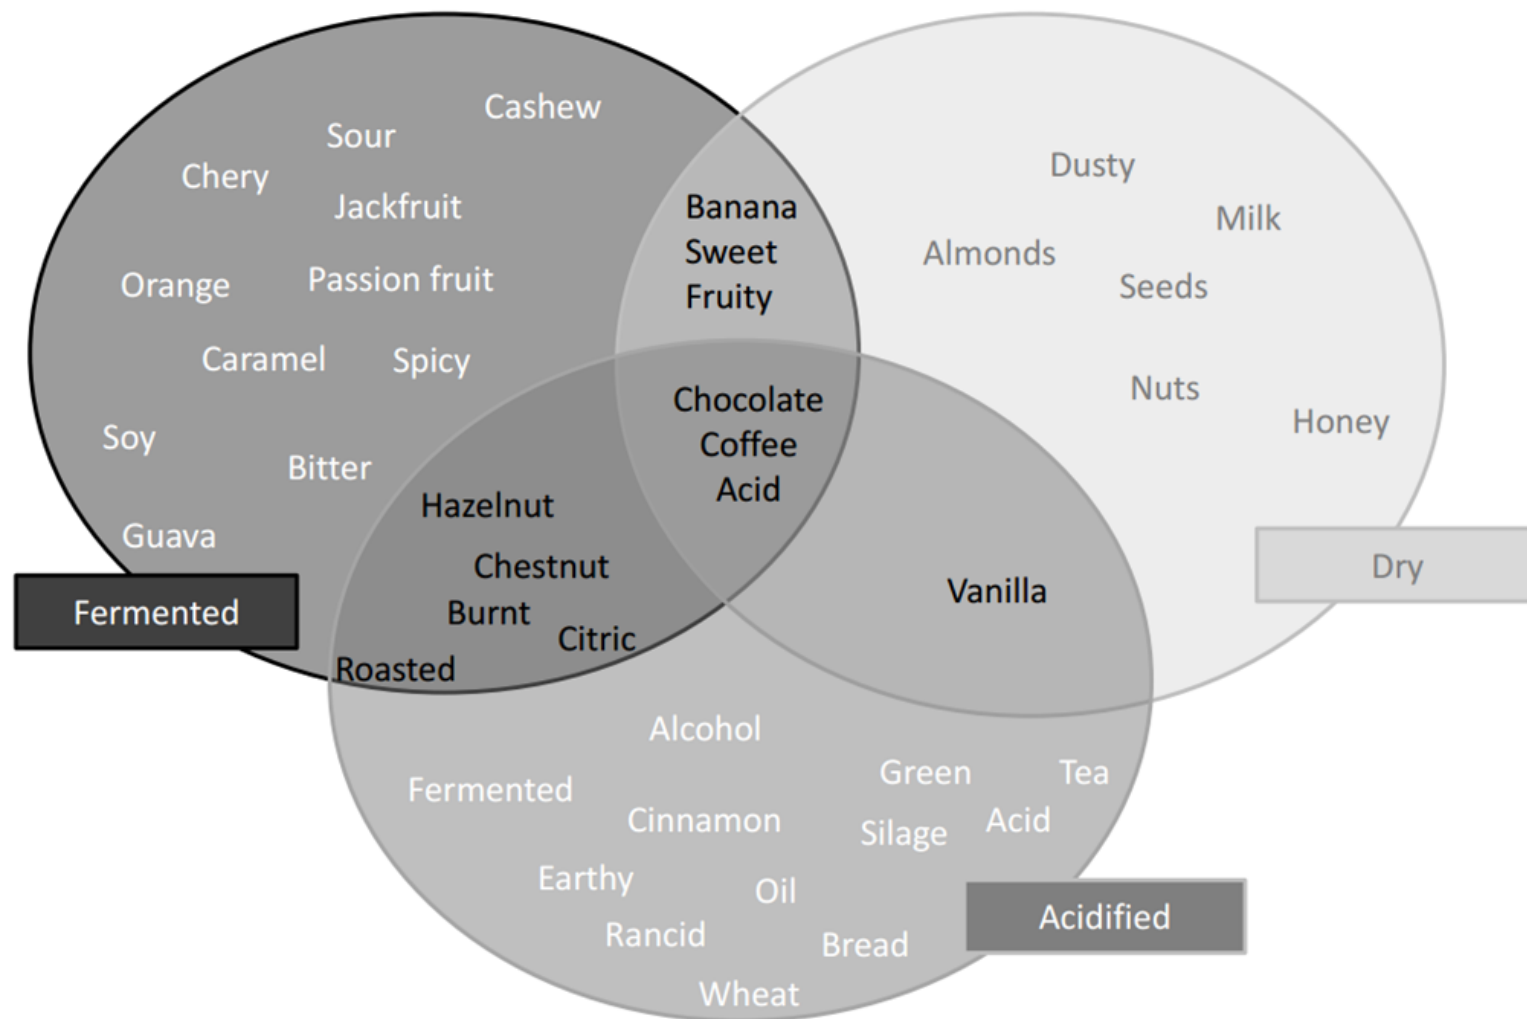 Cashew
Sour
Chery
Jackfruit
Orange
Passion fruit
Caramel
Spicy
Soy
Bitter
Guava
Fermented
Banana
Sweet
Fruity
Dusty
Milk
Almonds
Seeds
Nuts
Honey
Dry
Chocolate
Coffee
Acid
Hazelnut
Chestnut
Burnt
Citric
Roasted
Vanilla
Alcohol
Fermented
Green
Tea
Cinnamon
Silage
Acid
Earthy
Oil
Rancid
Bread
Wheat
Acidified